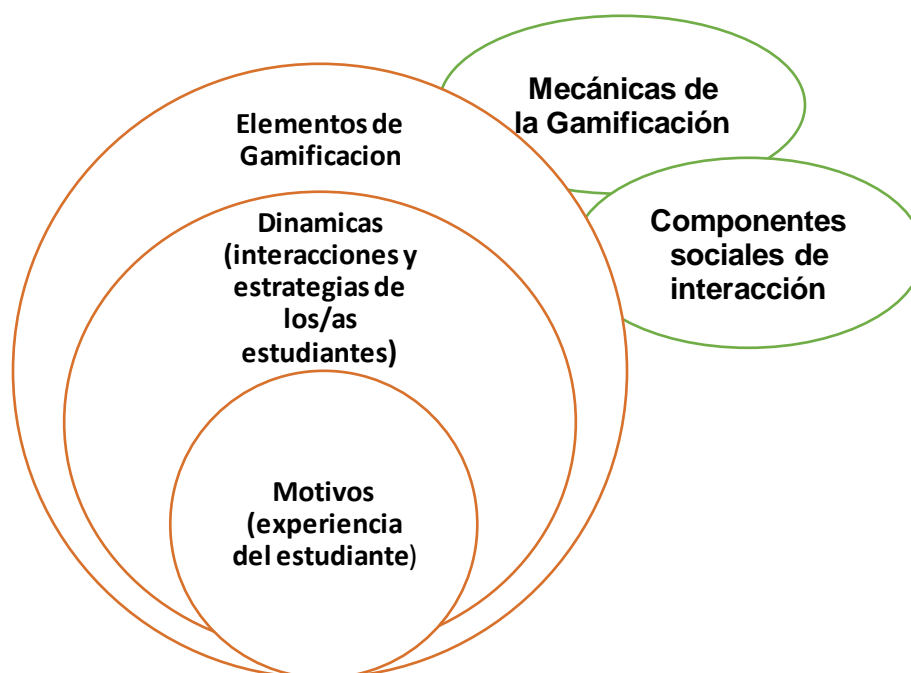 Mecánicas de
la Gamificación
Elementos de
Gamificacion
Dinamicas
(interacciones y
estrategias de
los/as
estudiantes)
Componentes
sociales de
interacción
Motivos
(experiencia
del estudiante)